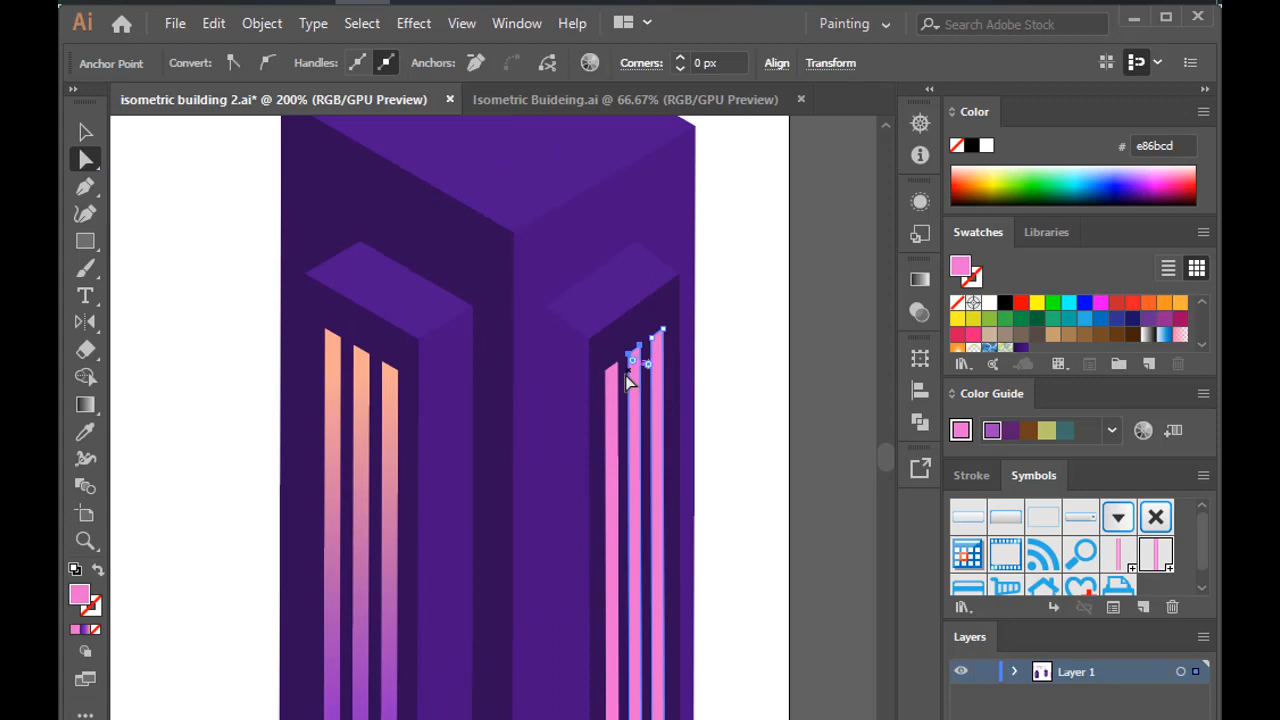 Ai File Edit Object Type Select Effect View Window Help Painting Search Adobe Stock
Anchor Point Convert: Handles: Anchors: Corners: 0 px Align Transform
isometric building 2.ai* @ 200% (RGB/GPU Preview) Isometric Buideing.ai @ 66.67% (RGB/GPU Preview)
Color
# e86bcd
Swatches Libraries
Color Guide
Stroke Symbols
Layers
Layer 1